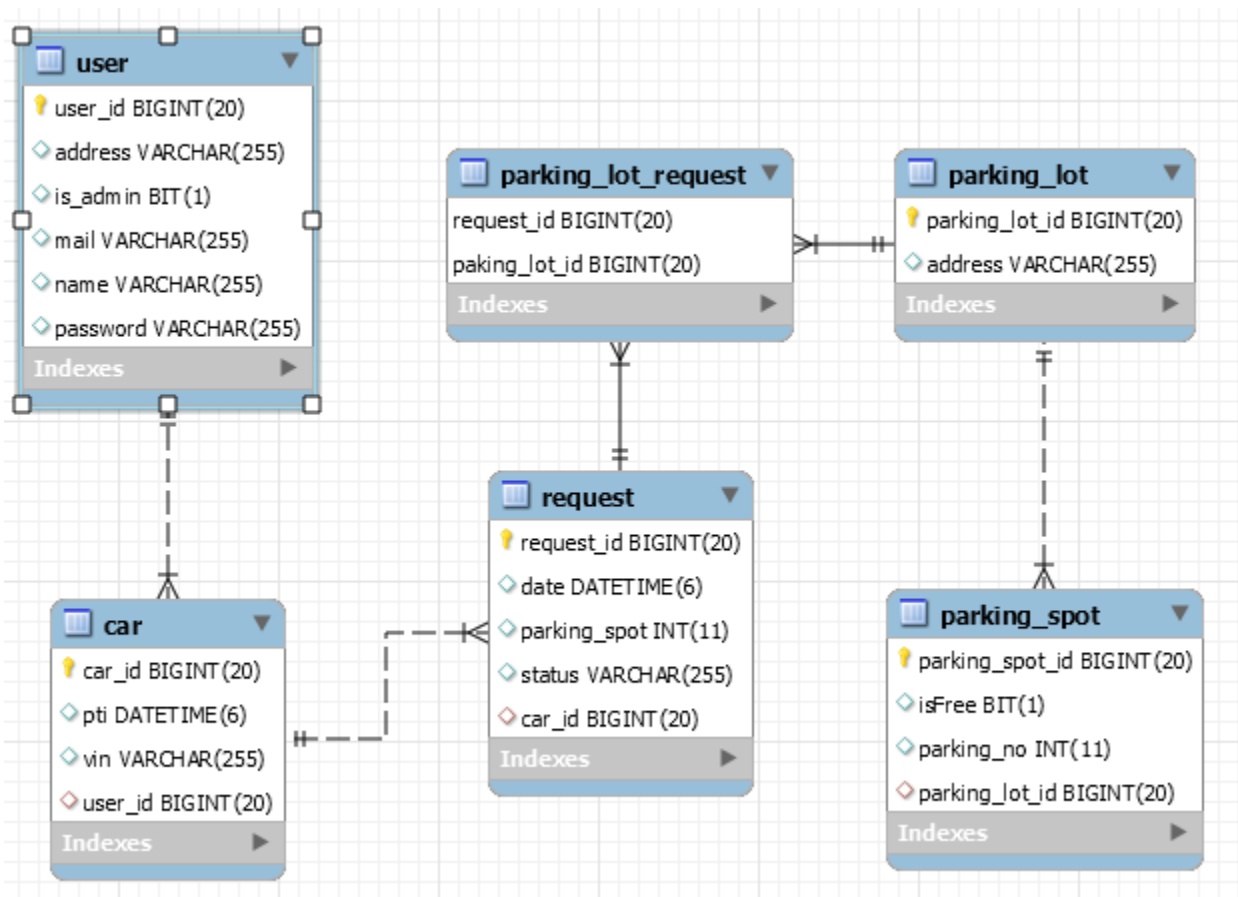 user
user_id BIGINT(20)
address VARCHAR(255)
is_admin BIT(1)
mail VARCHAR(255)
name VARCHAR(255)
password VARCHAR(255)
Indexes
parking_lot_request
request_id BIGINT(20)
paking_lot_id BIGINT(20)
Indexes
parking_lot
parking_lot_id BIGINT(20)
address VARCHAR(255)
Indexes
request
request_id BIGINT(20)
date DATETIME(6)
parking_spot INT(11)
status VARCHAR(255)
car_id BIGINT(20)
Indexes
car
car_id BIGINT(20)
pti DATETIME(6)
vin VARCHAR(255)
user_id BIGINT(20)
Indexes
parking_spot
parking_spot_id BIGINT(20)
isFree BIT(1)
parking_no INT(11)
parking_lot_id BIGINT(20)
Indexes